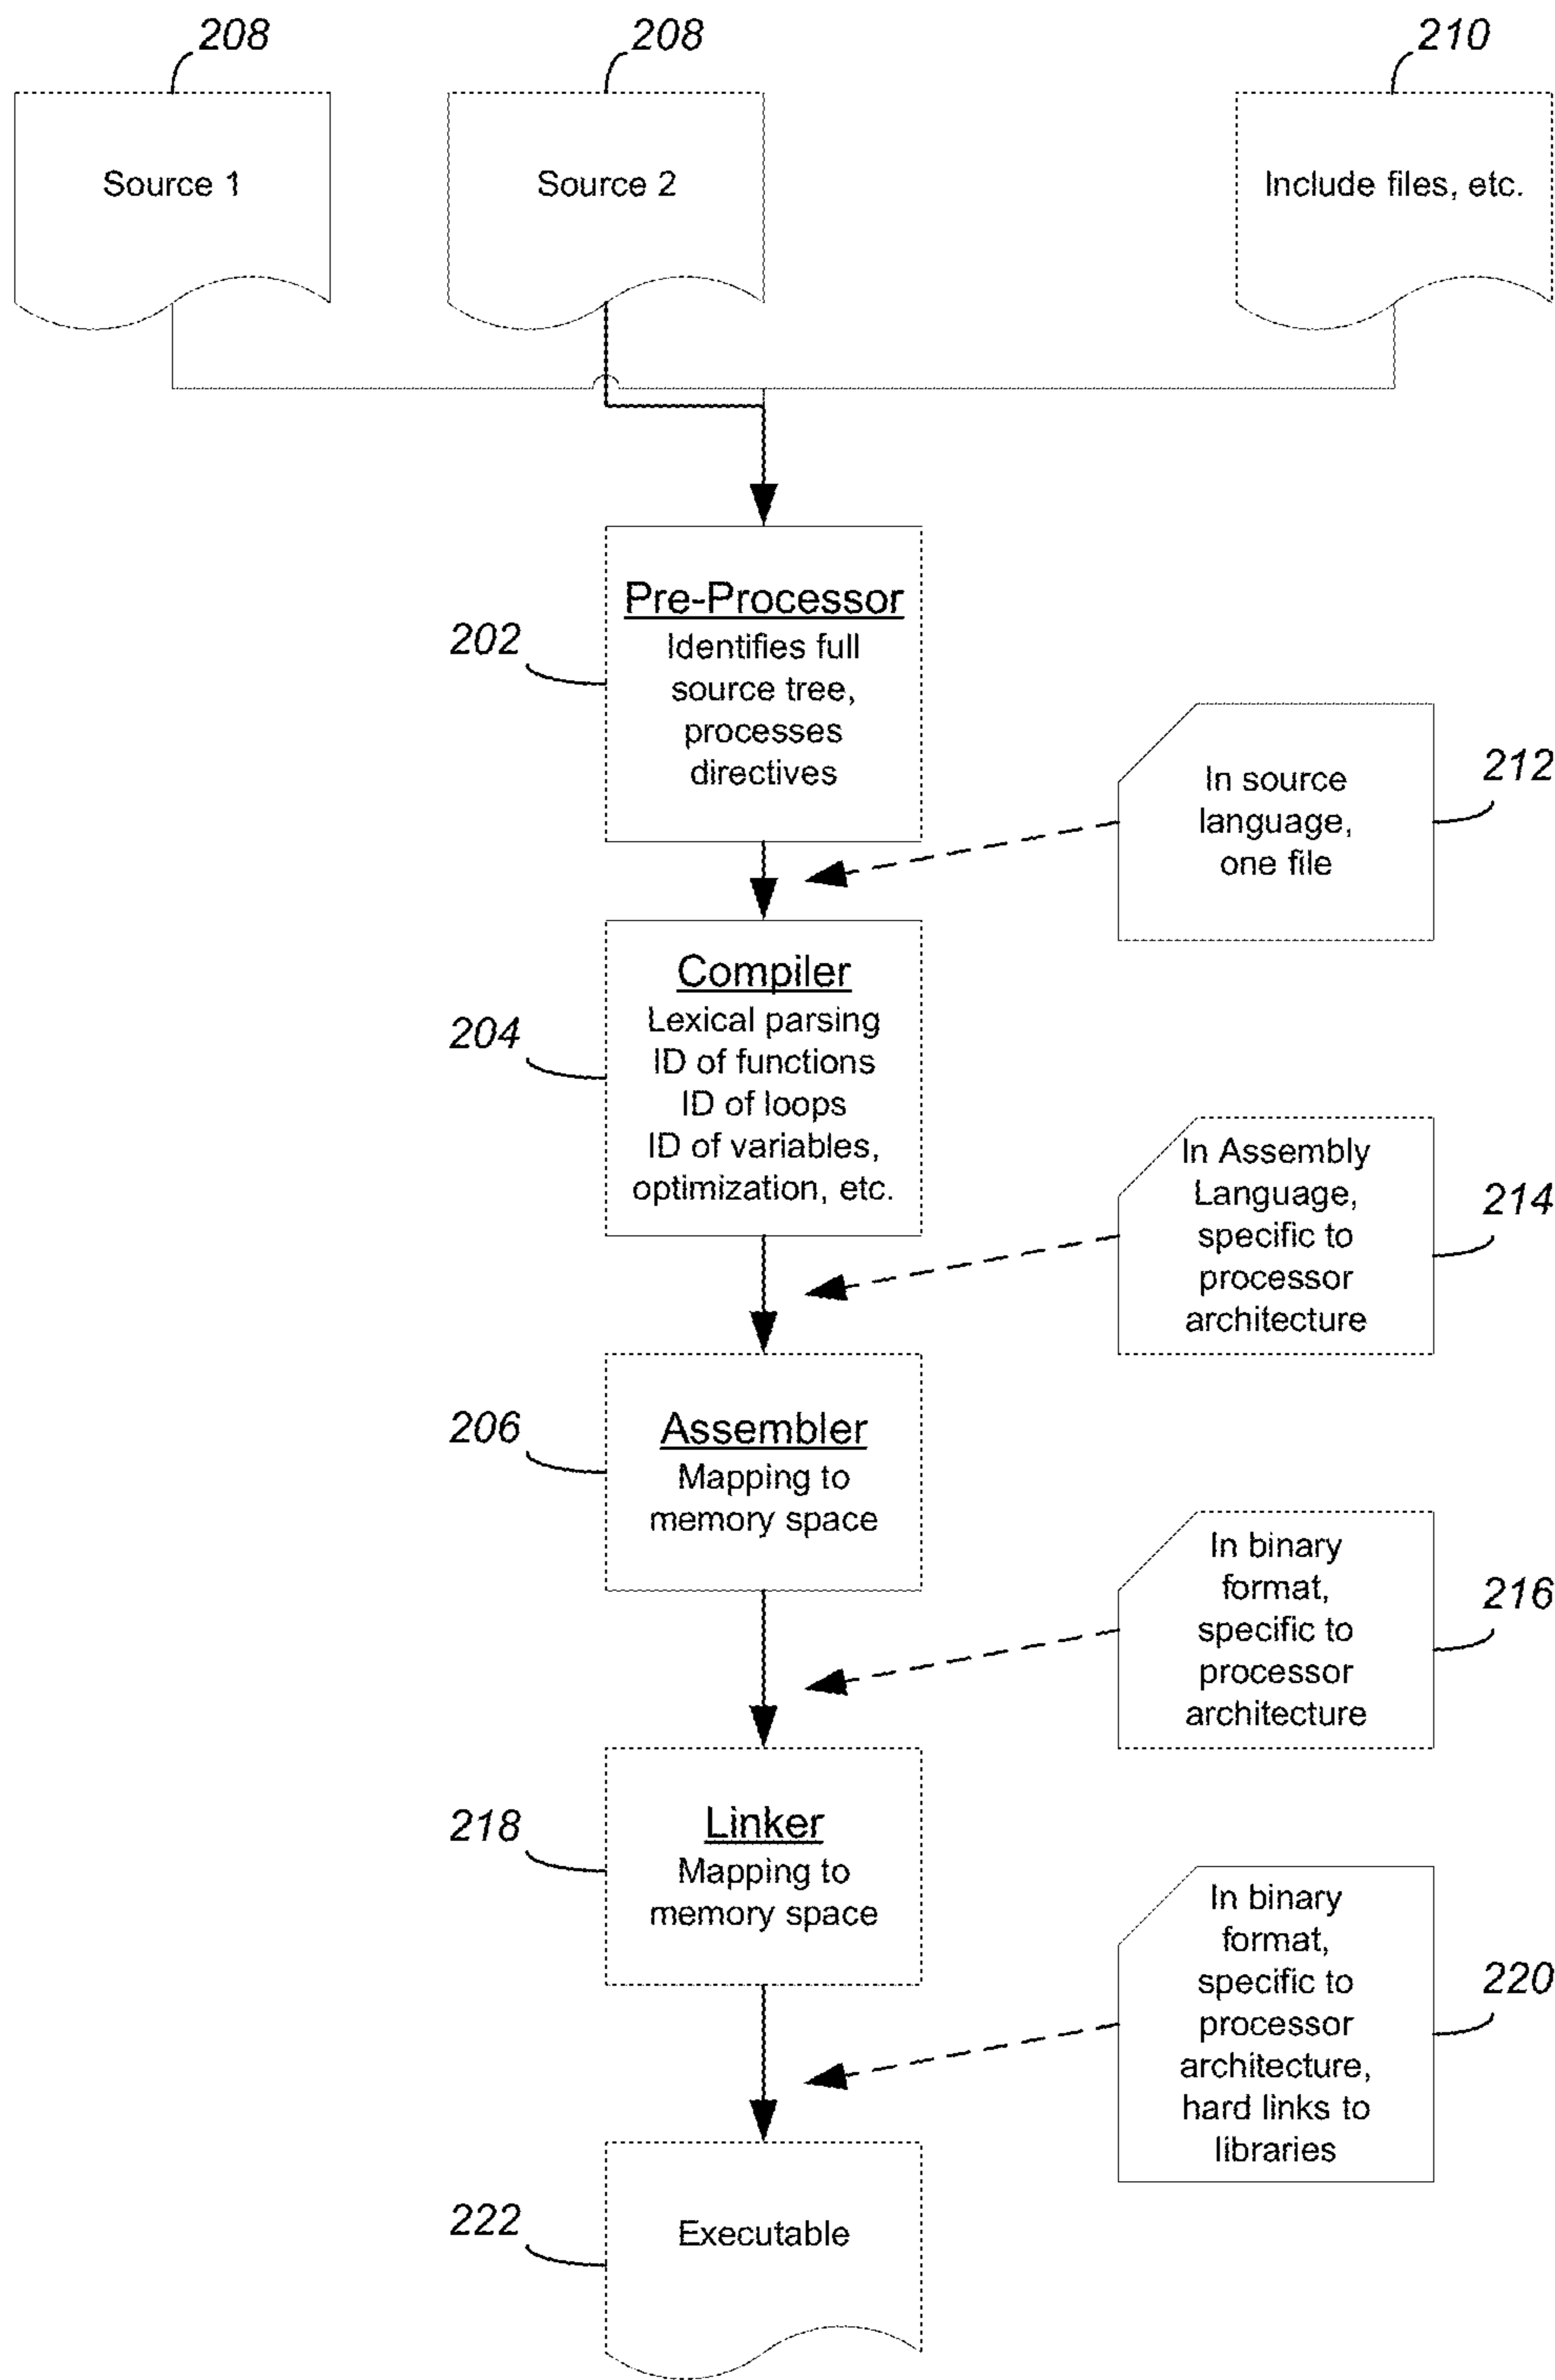 208
208
210
Source 1
Source 2
Include files, etc.
Pre-Processor
Identifies full
source tree,
processes
directives
202
In source
language,
one file
212
Compiler
Lexical parsing
ID of functions
ID of loops
ID of variables,
optimization, etc.
204
In Assembly
Language,
specific to
processor
architecture
214
Assembler
Mapping to
memory space
206
In binary
format,
specific to
processor
architecture
216
Linker
Mapping to
memory space
218
In binary
format,
specific to
processor
architecture,
hard links to
libraries
220
Executable
222